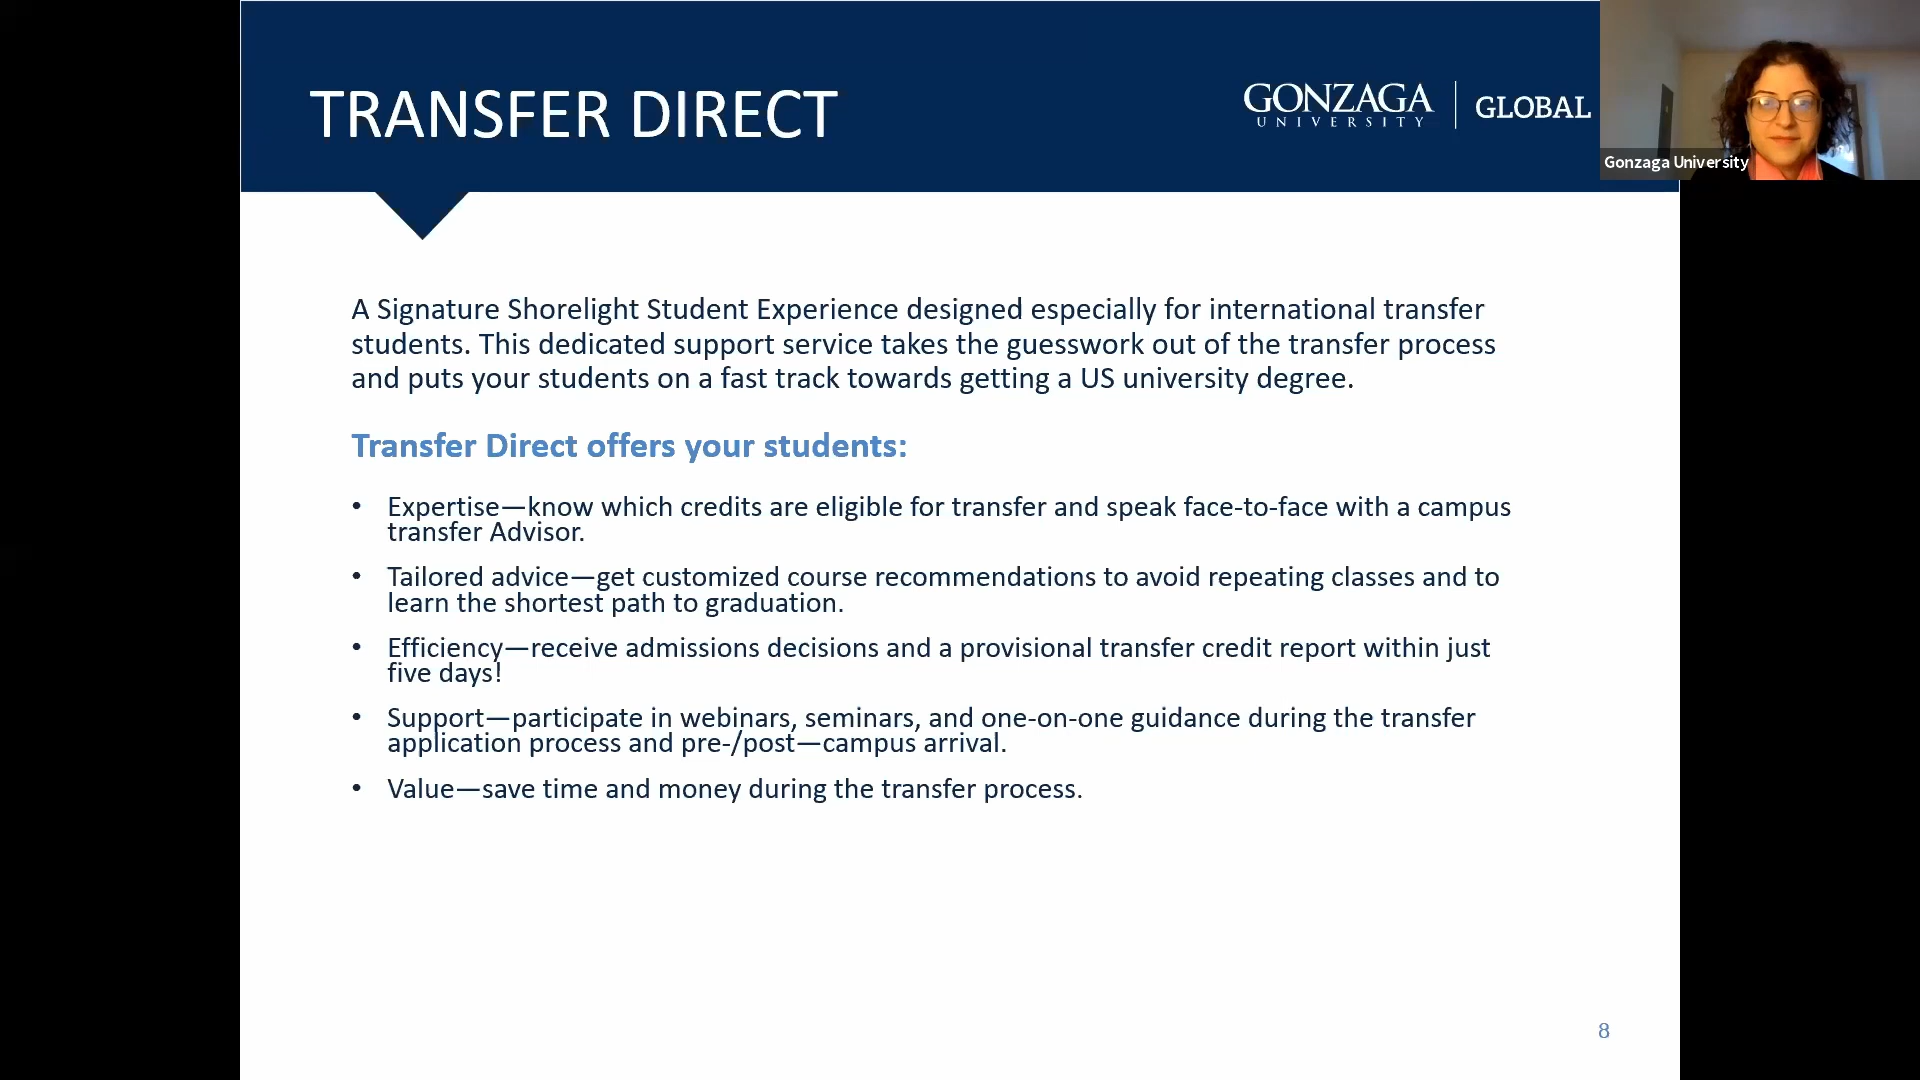 TRANSFER DIRECT
GONZAGA
UNIVERSITY
GLOBAL
Gonzaga University
A Signature Shorelight Student Experience designed especially for international transfer
students. This dedicated support service takes the guesswork out of the transfer process
and puts your students on a fast track towards getting a US university degree.
Transfer Direct offers your students:
• Expertise—know which credits are eligible for transfer and speak face-to-face with a campus
transfer Advisor.
• Tailored advice—get customized course recommendations to avoid repeating classes and to
learn the shortest path to graduation.
• Efficiency—receive admissions decisions and a provisional transfer credit report within just
five days!
• Support—participate in webinars, seminars, and one-on-one guidance during the transfer
application process and pre-/post—campus arrival.
• Value—save time and money during the transfer process.
8